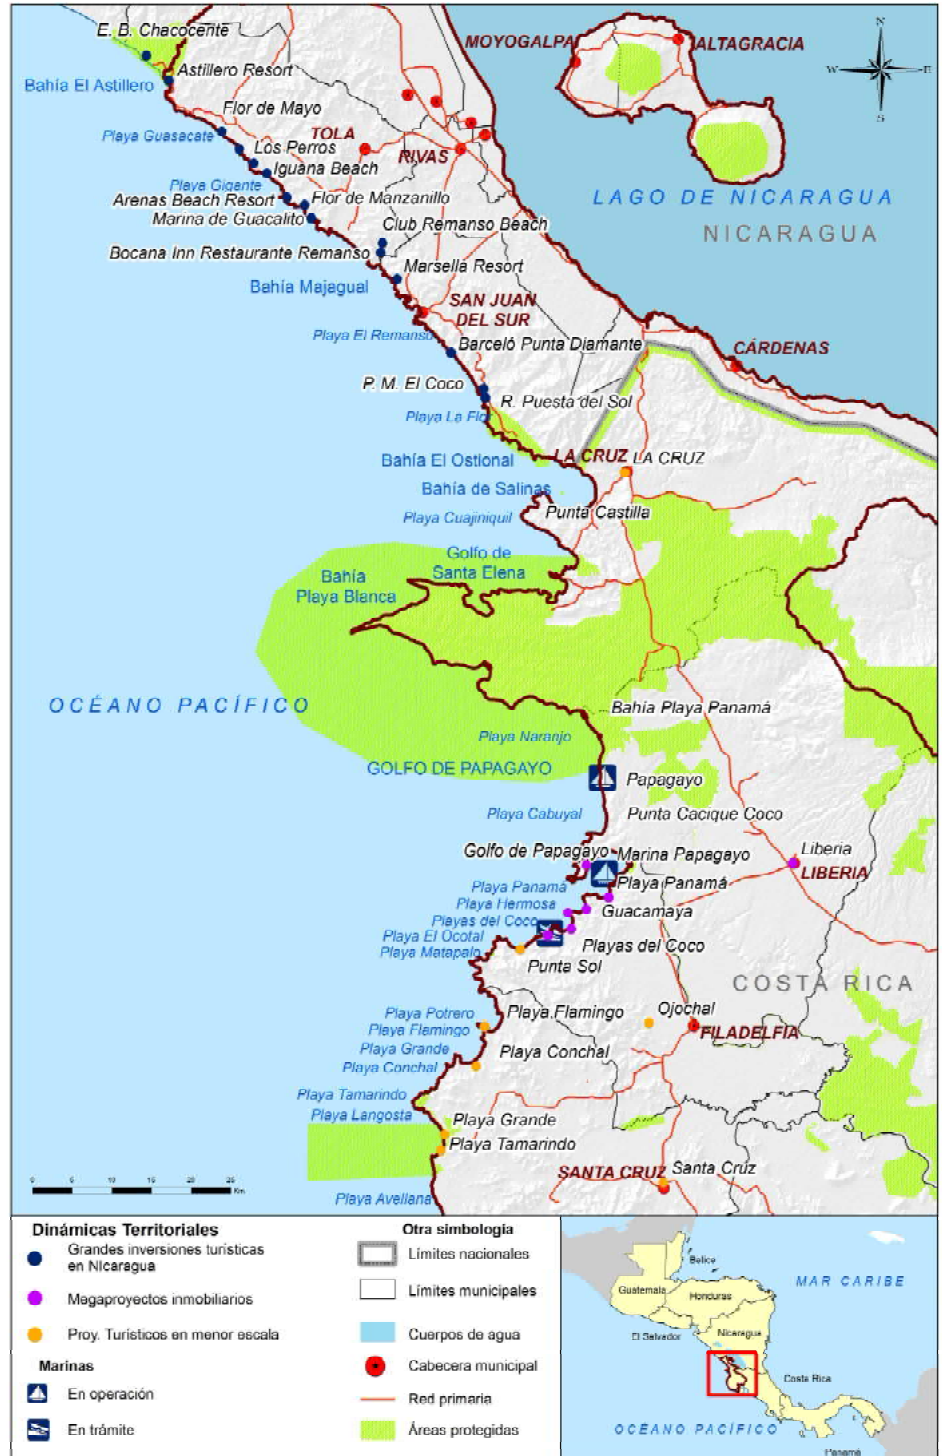 E. B. Chacocente
Bahía El Astillero
Astillero Resort
Flor de Mayo
Playa Guasacate
TOLA
Los Perros
RIVAS
Iguana Beach
Playa Gigante
Arenas Beach Resort
Flor de Manzanillo
Marina de Guacalito
Club Remanso Beach
Bocana Inn Restaurante Remanso
Marsella Resort
Bahía Majagual
SAN JUAN
DEL SUR
Playa El Remanso
Barceló Punta Diamante
P. M. El Coco
R. Puesta del Sol
Playa La Flor
MOYOGALPA
ALTAGRACIA
N
W
E
S
LAGO DE NICARAGUA
NICARAGUA
CÁRDENAS
Bahía El Ostional
LA CRUZ
LA CRUZ
Bahía de Salinas
Playa Cuajiniquil
Punta Castilla
Golfo de
Santa Elena
Bahía
Playa Blanca
OCÉANO PACÍFICO
Bahía Playa Panamá
Playa Naranjo
GOLFO DE PAPAGAYO
Papagayo
Playa Cabuyal
Punta Cacique Coco
Golfo de Papagayo
Marina Papagayo
Liberia
LIBERIA
Playa Panamá
Playa Panamá
Playa Hermosa
Guacamaya
Playas del Coco
Playa El Ocotal
Playas del Coco
Playa Matapalo
Punta Sol
COSTA RICA
Playa Potrero
Playa Flamingo
Ojochal
Playa Flamingo
FILADELFIA
Playa Grande
Playa Conchal
Playa Conchal
Playa Tamarindo
Playa Langosta
Playa Grande
Playa Tamarindo
SANTA CRUZ
Santa Cruz
Playa Avellana
0 5 10 15 20 25
Km
Dinámicas Territoriales
Grandes inversiones turísticas
en Nicaragua
Megaproyectos inmobiliarios
Proy. Turísticos en menor escala
Marinas
En operación
En trámite
Otra simbología
Límites nacionales
Límites municipales
Cuerpos de agua
Cabecera municipal
Red primaria
Áreas protegidas
Belice
MAR CARIBE
Guatemala
Honduras
El Salvador
Nicaragua
Costa Rica
OCÉANO PACÍFICO
Panamá